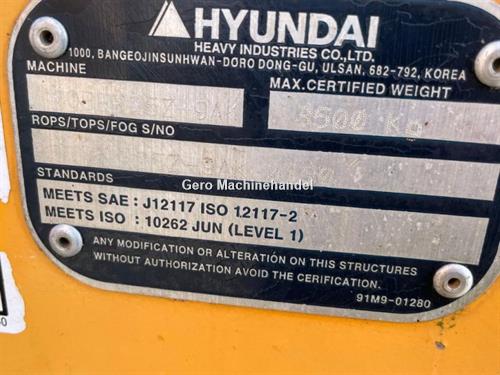 HYUNDAI
HEAVY INDUSTRIES CO.,LTD.
1000, BANGEOJINSUNHWAN-DORO DONG-GU, ULSAN, 682-792, KOREA
MACHINE
MAX.CERTIFIED WEIGHT
8500 Kg
ROPS/TOPS/FOG S/NO
Gero Machinehandel
STANDARDS
MEETS SAE : J12117 ISO 12117-2
MEETS ISO : 10262 JUN (LEVEL 1)
ANY MODIFICATION OR ALTERATION ON THIS STRUCTURES
WITHOUT AUTHORIZATION AVOID THE CERIFICATION.
91M9-01280